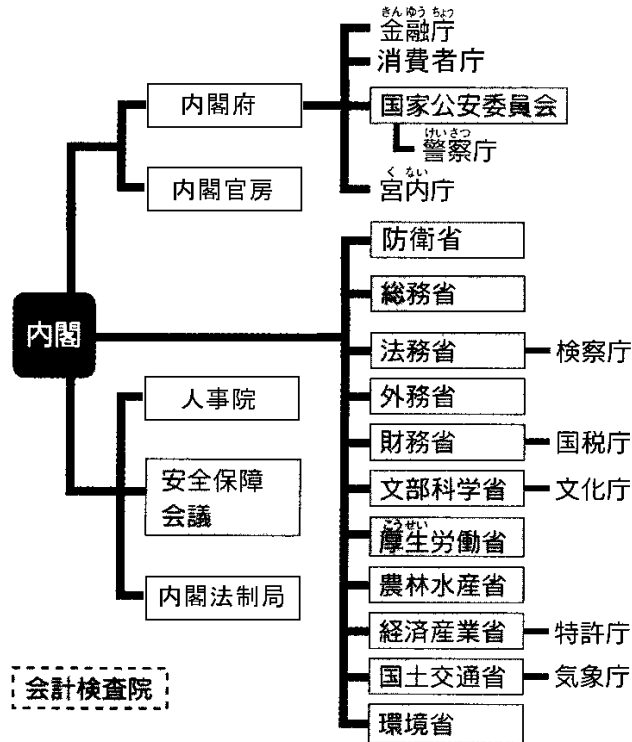 きんゆうちょう
金融庁
消費者庁
内閣府
国家公安委員会
けいさつ
警察庁
内閣官房
くない
宮内庁
防衛省
総務省
内閣
法務省
検察庁
人事院
外務省
財務省
国税庁
安全保障
会議
文部科学省
文化庁
こうせい
厚生労働省
内閣法制局
農林水産省
経済産業省
特許庁
会計検査院
国土交通省
気象庁
環境省